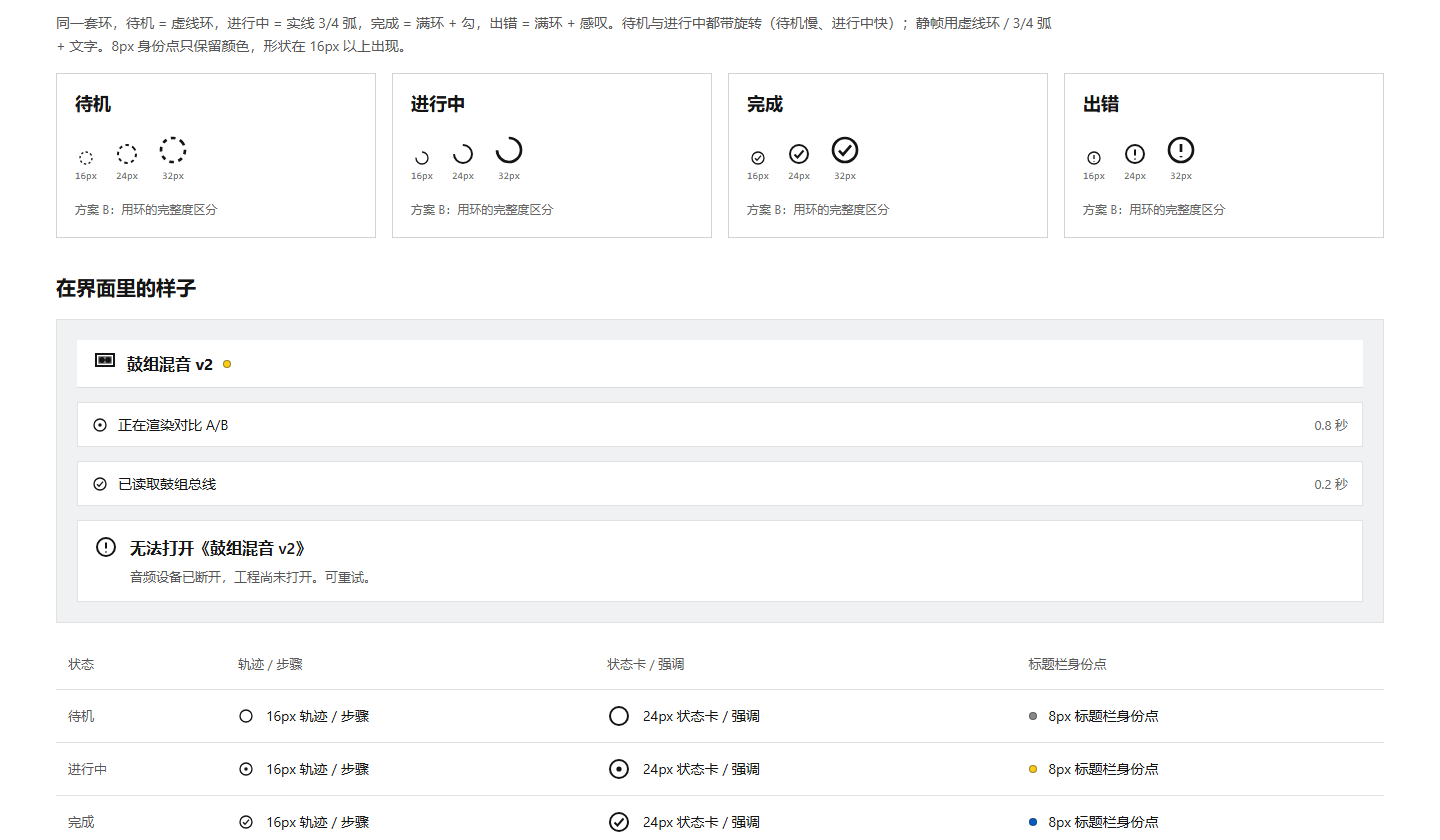 同一套环，待机 = 虚线环，进行中 = 实线 3/4 弧，完成 = 满环 + 勾，出错 = 满环 + 感叹。待机与进行中都带旋转（待机慢、进行中快）；静帧用虚线环 / 3/4 弧
+ 文字。8px 身份点只保留颜色，形状在 16px 以上出现。
待机
16px 24px 32px
方案 B：用环的完整度区分
进行中
16px 24px 32px
方案 B：用环的完整度区分
完成
16px 24px 32px
方案 B：用环的完整度区分
出错
16px 24px 32px
方案 B：用环的完整度区分
在界面里的样子
鼓组混音 v2
正在渲染对比 A/B 0.8 秒
已读取鼓组总线 0.2 秒
无法打开《鼓组混音 v2》
音频设备已断开，工程尚未打开。可重试。
状态 轨迹 / 步骤 状态卡 / 强调 标题栏身份点
待机 16px 轨迹 / 步骤 24px 状态卡 / 强调 8px 标题栏身份点
进行中 16px 轨迹 / 步骤 24px 状态卡 / 强调 8px 标题栏身份点
完成 16px 轨迹 / 步骤 24px 状态卡 / 强调 8px 标题栏身份点